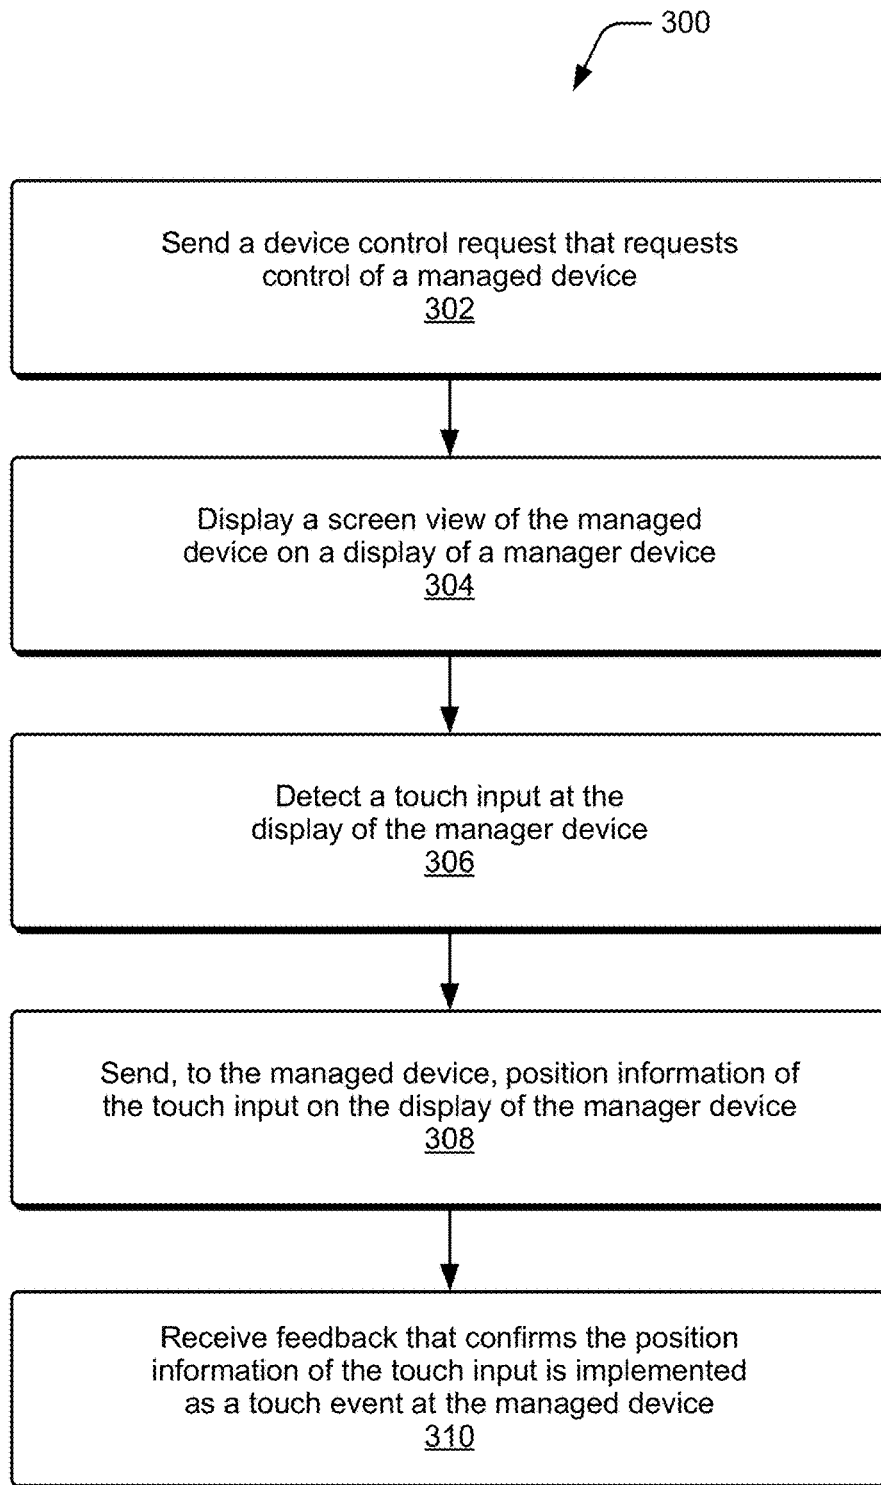 300
Send a device control request that requests
control of a managed device
302
Display a screen view of the managed
device on a display of a manager device
304
Detect a touch input at the
display of the manager device
306
Send, to the managed device, position information of
the touch input on the display of the manager device
308
Receive feedback that confirms the position
information of the touch input is implemented
as a touch event at the managed device
310